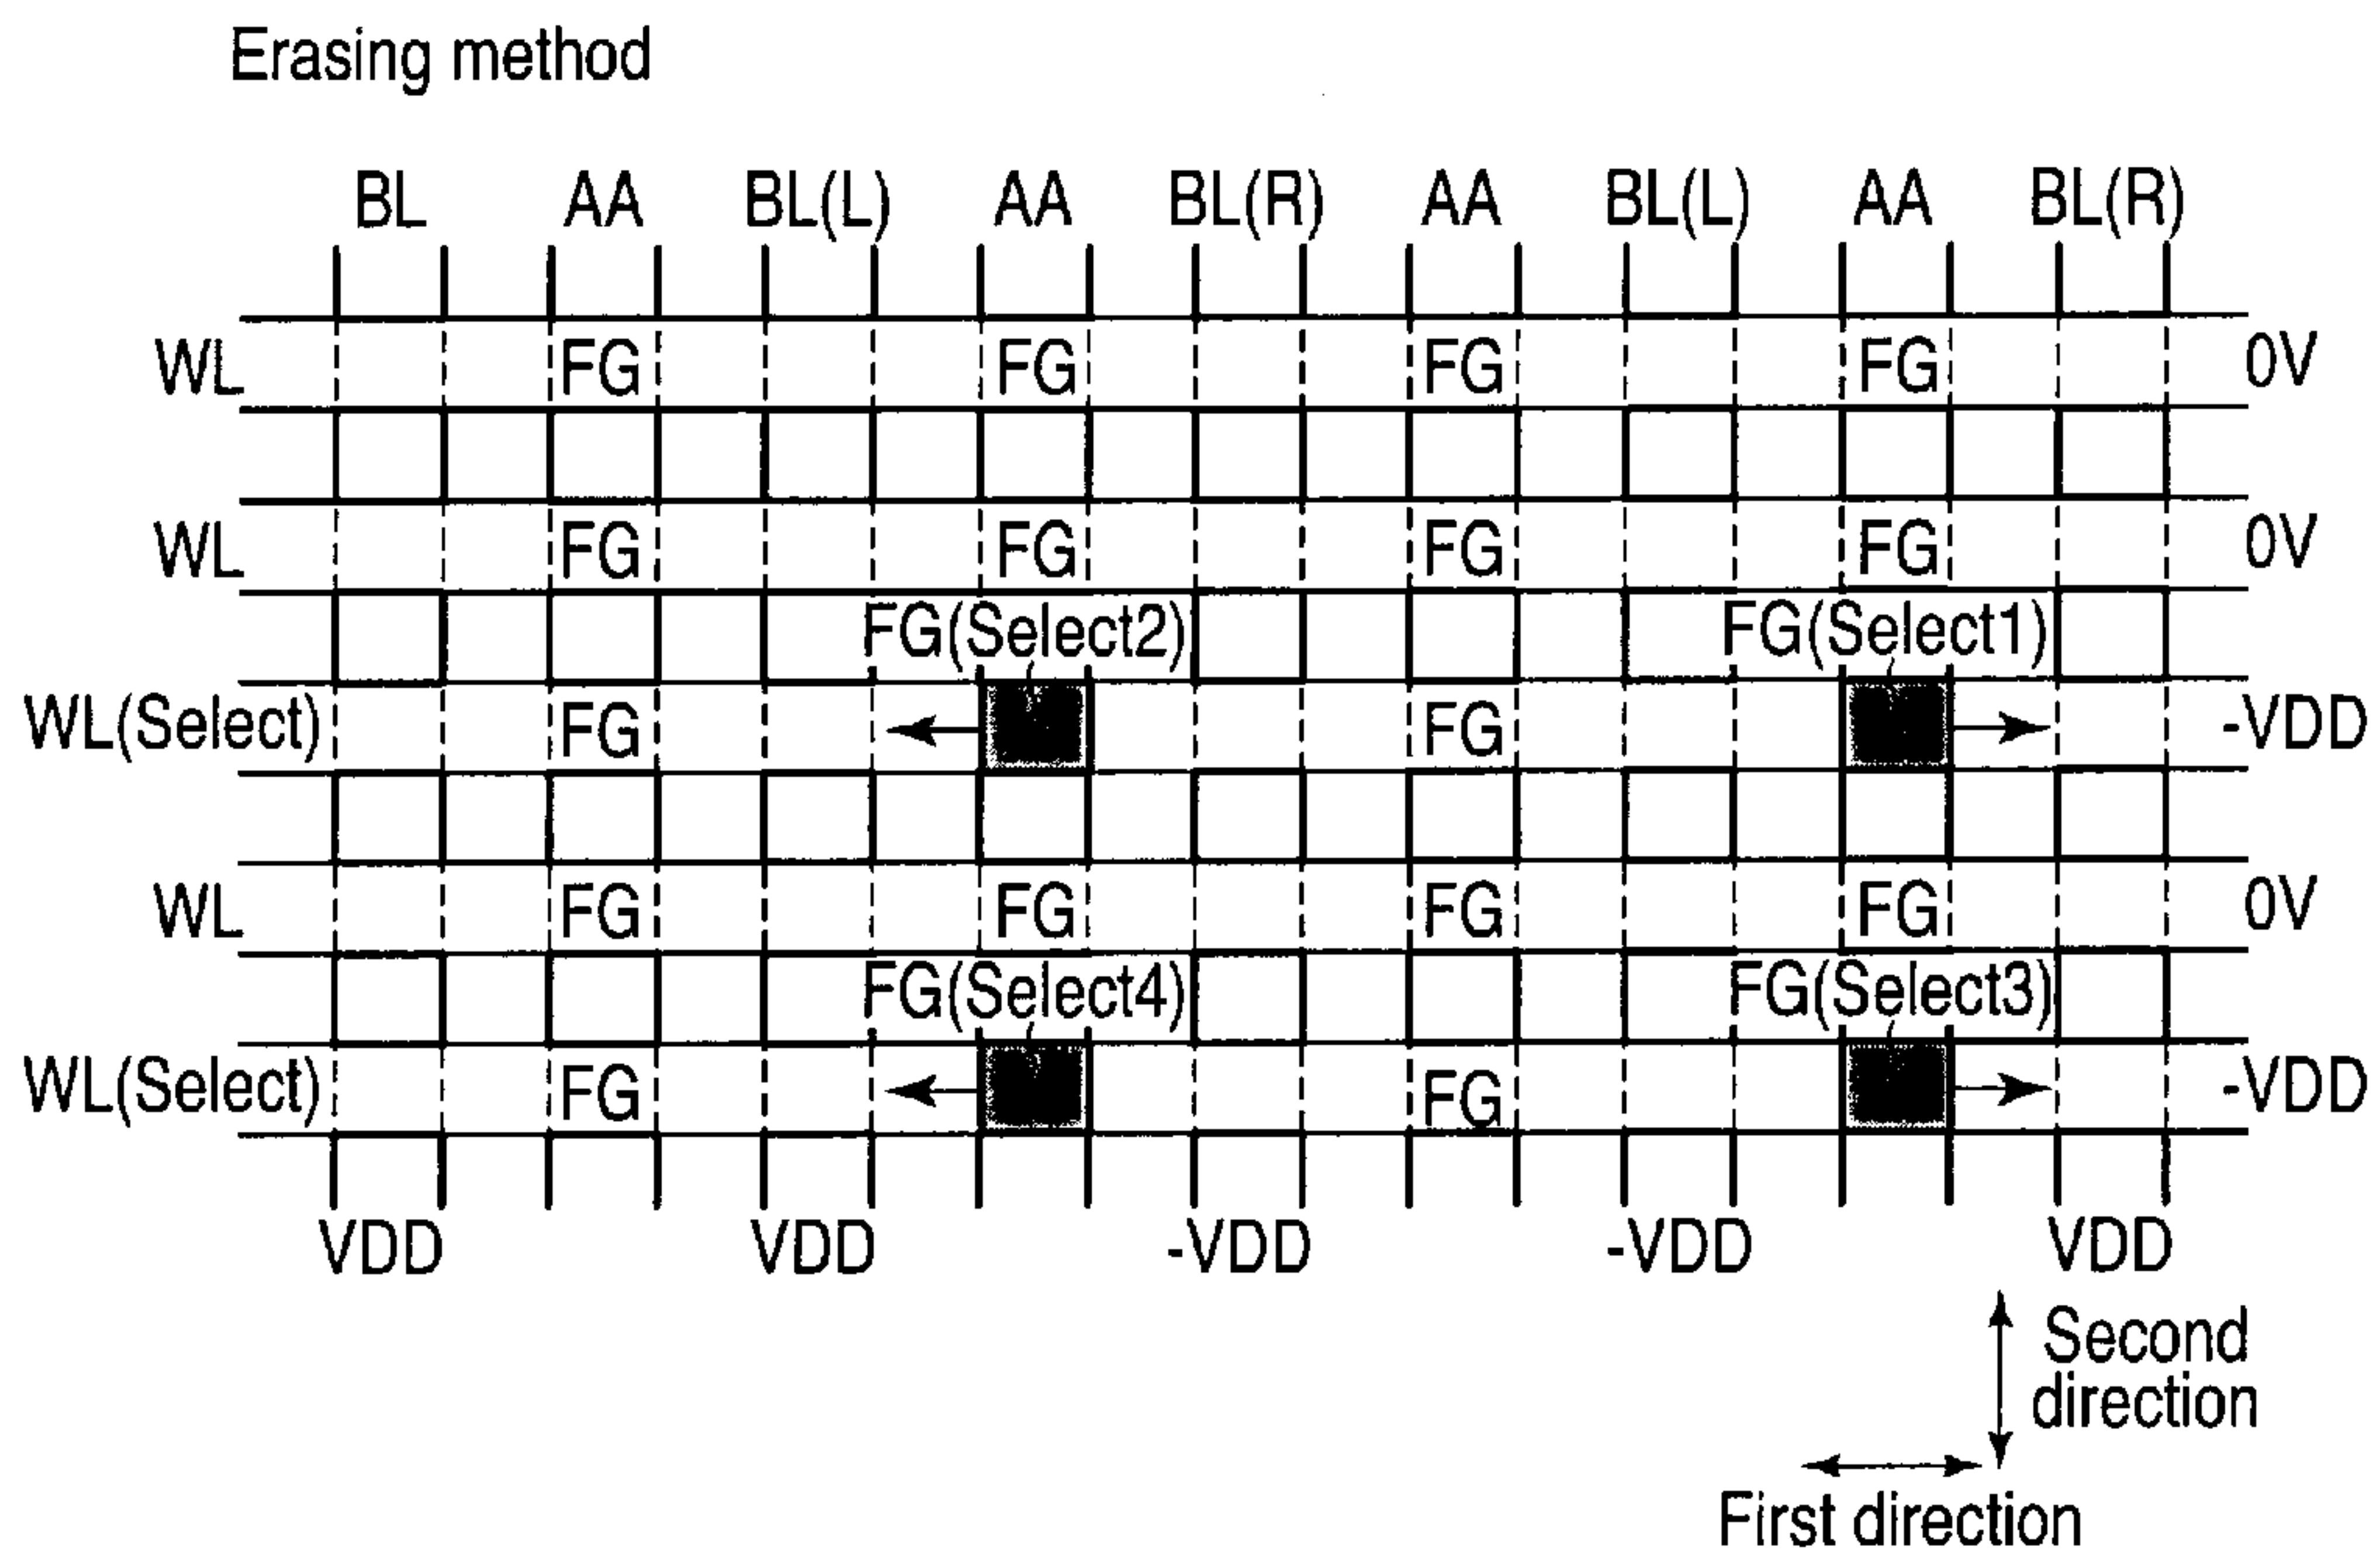 Erasing method
BL AA BL(L) AA BL(R) AA BL(L) AA BL(R)
WL FG FG FG FG 0V
WL FG FG FG FG 0V
FG(Select2) FG(Select1)
WL(Select) FG FG -VDD
WL FG FG FG FG 0V
FG(Select4) FG(Select3)
WL(Select) FG FG -VDD
VDD VDD -VDD -VDD VDD
Second
direction
First direction